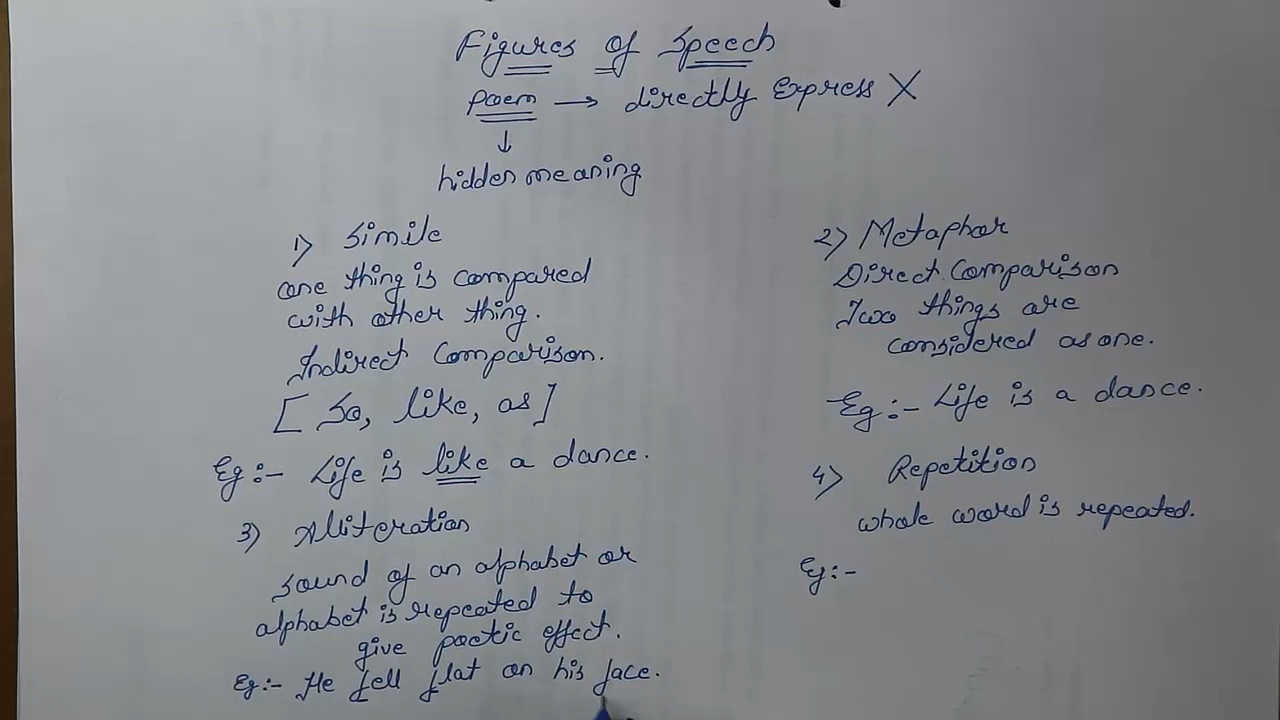 Figures of Speech
Poem → directly Express X
↓
hidden meaning
1) Simile
one thing is compared
with other thing.
Indirect Comparison.
[ So, like, as ]
Eg:- Life is like a dance.
2) Metaphor
Direct Comparison
Two things are
considered as one.
Eg:- Life is a dance.
3) Alliteration
sound of an alphabet or
alphabet is repeated to
give poetic effect.
Eg:- He fell flat on his face.
4) Repetition
whole word is repeated.
Eg:-